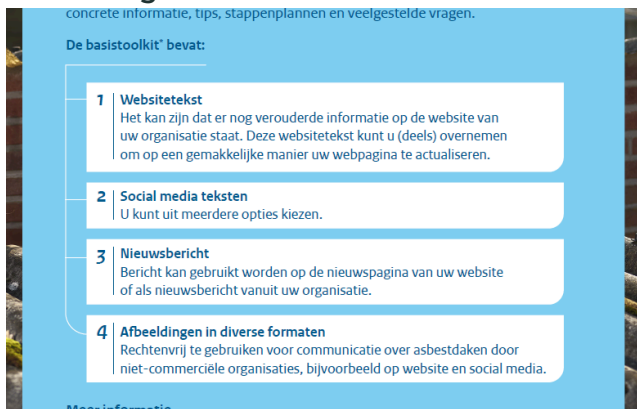 concrete informatie, tips, stappenplannen en veelgestelde vragen.
De basistoolkit* bevat:
1 Websitetekst
Het kan zijn dat er nog verouderde informatie op de website van
uw organisatie staat. Deze websitetekst kunt u (deels) overnemen
om op een gemakkelijke manier uw webpagina te actualiseren.
2 Social media teksten
U kunt uit meerdere opties kiezen.
3 Nieuwsbericht
Bericht kan gebruikt worden op de nieuwspagina van uw website
of als nieuwsbericht vanuit uw organisatie.
4 Afbeeldingen in diverse formaten
Rechtenvrij te gebruiken voor communicatie over asbestdaken door
niet-commerciële organisaties, bijvoorbeeld op website en social media.
Meer informatie